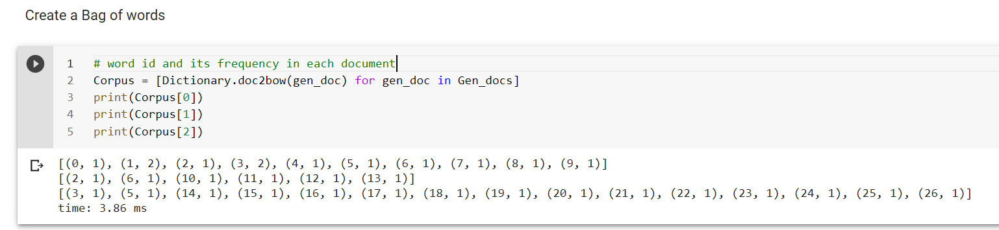 Create a Bag of words
1 # word id and its frequency in each document
2 Corpus = [Dictionary.doc2bow(gen_doc) for gen_doc in Gen_docs]
3 print(Corpus[0])
4 print(Corpus[1])
5 print(Corpus[2])
[(0, 1), (1, 2), (2, 1), (3, 2), (4, 1), (5, 1), (6, 1), (7, 1), (8, 1), (9, 1)]
[(2, 1), (6, 1), (10, 1), (11, 1), (12, 1), (13, 1)]
[(3, 1), (5, 1), (14, 1), (15, 1), (16, 1), (17, 1), (18, 1), (19, 1), (20, 1), (21, 1), (22, 1), (23, 1), (24, 1), (25, 1), (26, 1)]
time: 3.86 ms